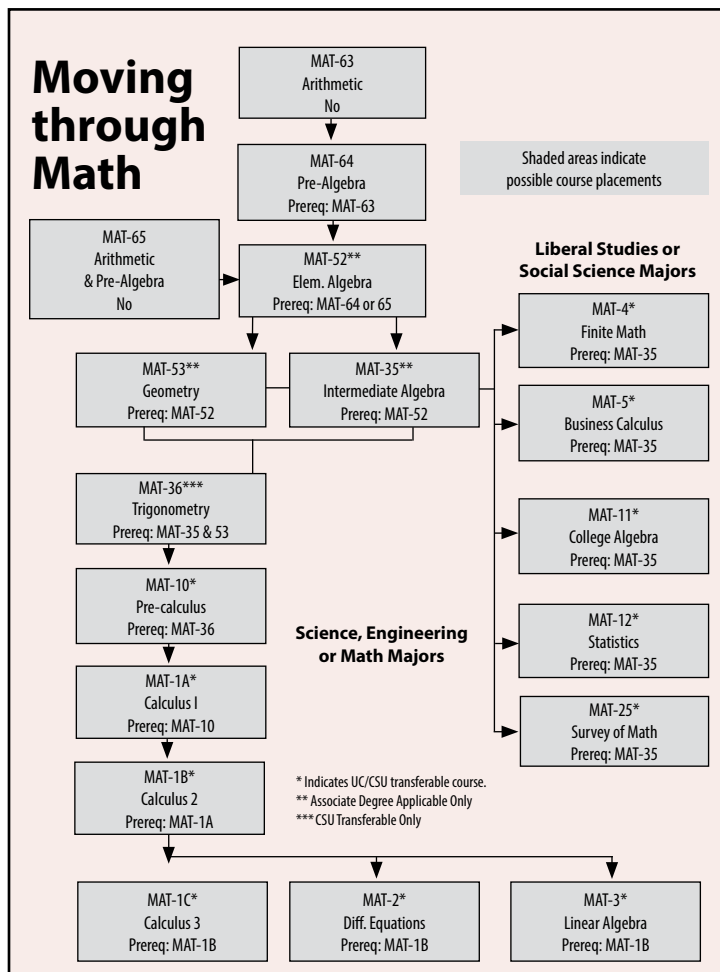 Moving
through
Math
MAT-63
Arithmetic
No
MAT-64
Pre-Algebra
Prereq: MAT-63
Shaded areas indicate
possible course placements
MAT-65
Arithmetic
& Pre-Algebra
No
MAT-52**
Elem. Algebra
Prereq: MAT-64 or 65
Liberal Studies or
Social Science Majors
MAT-4*
Finite Math
Prereq: MAT-35
MAT-53**
Geometry
Prereq: MAT-52
MAT-35**
Intermediate Algebra
Prereq: MAT-52
MAT-5*
Business Calculus
Prereq: MAT-35
MAT-36***
Trigonometry
Prereq: MAT-35 & 53
MAT-11*
College Algebra
Prereq: MAT-35
MAT-10*
Pre-calculus
Prereq: MAT-36
Science, Engineering
or Math Majors
MAT-12*
Statistics
Prereq: MAT-35
MAT-1A*
Calculus I
Prereq: MAT-10
MAT-25*
Survey of Math
Prereq: MAT-35
MAT-1B*
Calculus 2
Prereq: MAT-1A
* Indicates UC/CSU transferable course.
** Associate Degree Applicable Only
*** CSU Transferable Only
MAT-1C*
Calculus 3
Prereq: MAT-1B
MAT-2*
Diff. Equations
Prereq: MAT-1B
MAT-3*
Linear Algebra
Prereq: MAT-1B